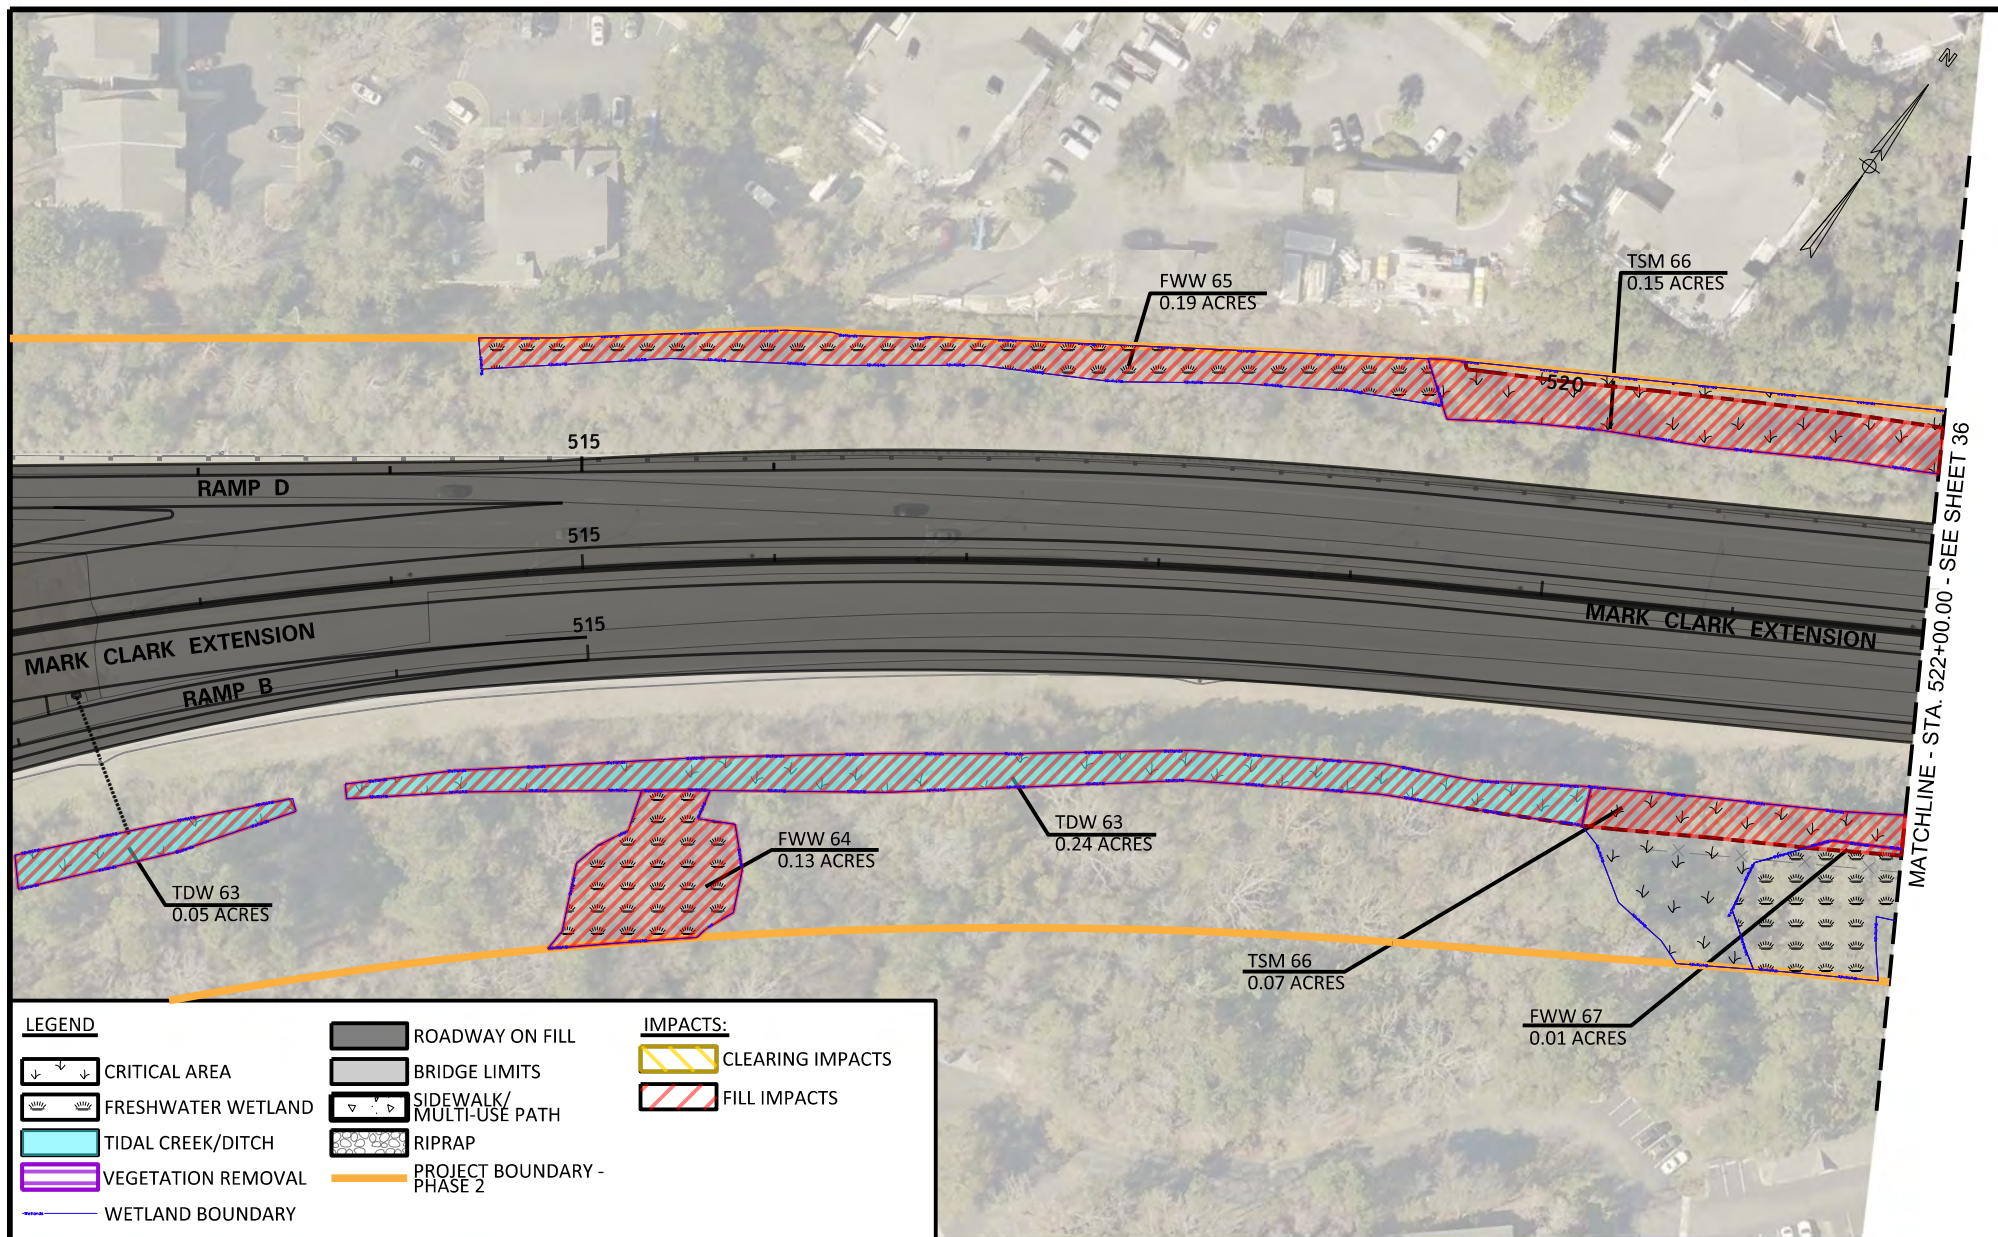 N
TSM 66
0.15 ACRES
FWW 65
0.19 ACRES
520
515
RAMP D
515
515
MARK CLARK EXTENSION
MARK CLARK EXTENSION
RAMP B
MATCHLINE - STA. 522+00.00 - SEE SHEET 36
TDW 63
0.24 ACRES
FWW 64
0.13 ACRES
TDW 63
0.05 ACRES
TSM 66
0.07 ACRES
FWW 67
0.01 ACRES
LEGEND
CRITICAL AREA
FRESHWATER WETLAND
TIDAL CREEK/DITCH
VEGETATION REMOVAL
WETLAND BOUNDARY
ROADWAY ON FILL
BRIDGE LIMITS
SIDEWALK/
MULTI-USE PATH
RIPRAP
PROJECT BOUNDARY -
PHASE 2
IMPACTS:
CLEARING IMPACTS
FILL IMPACTS